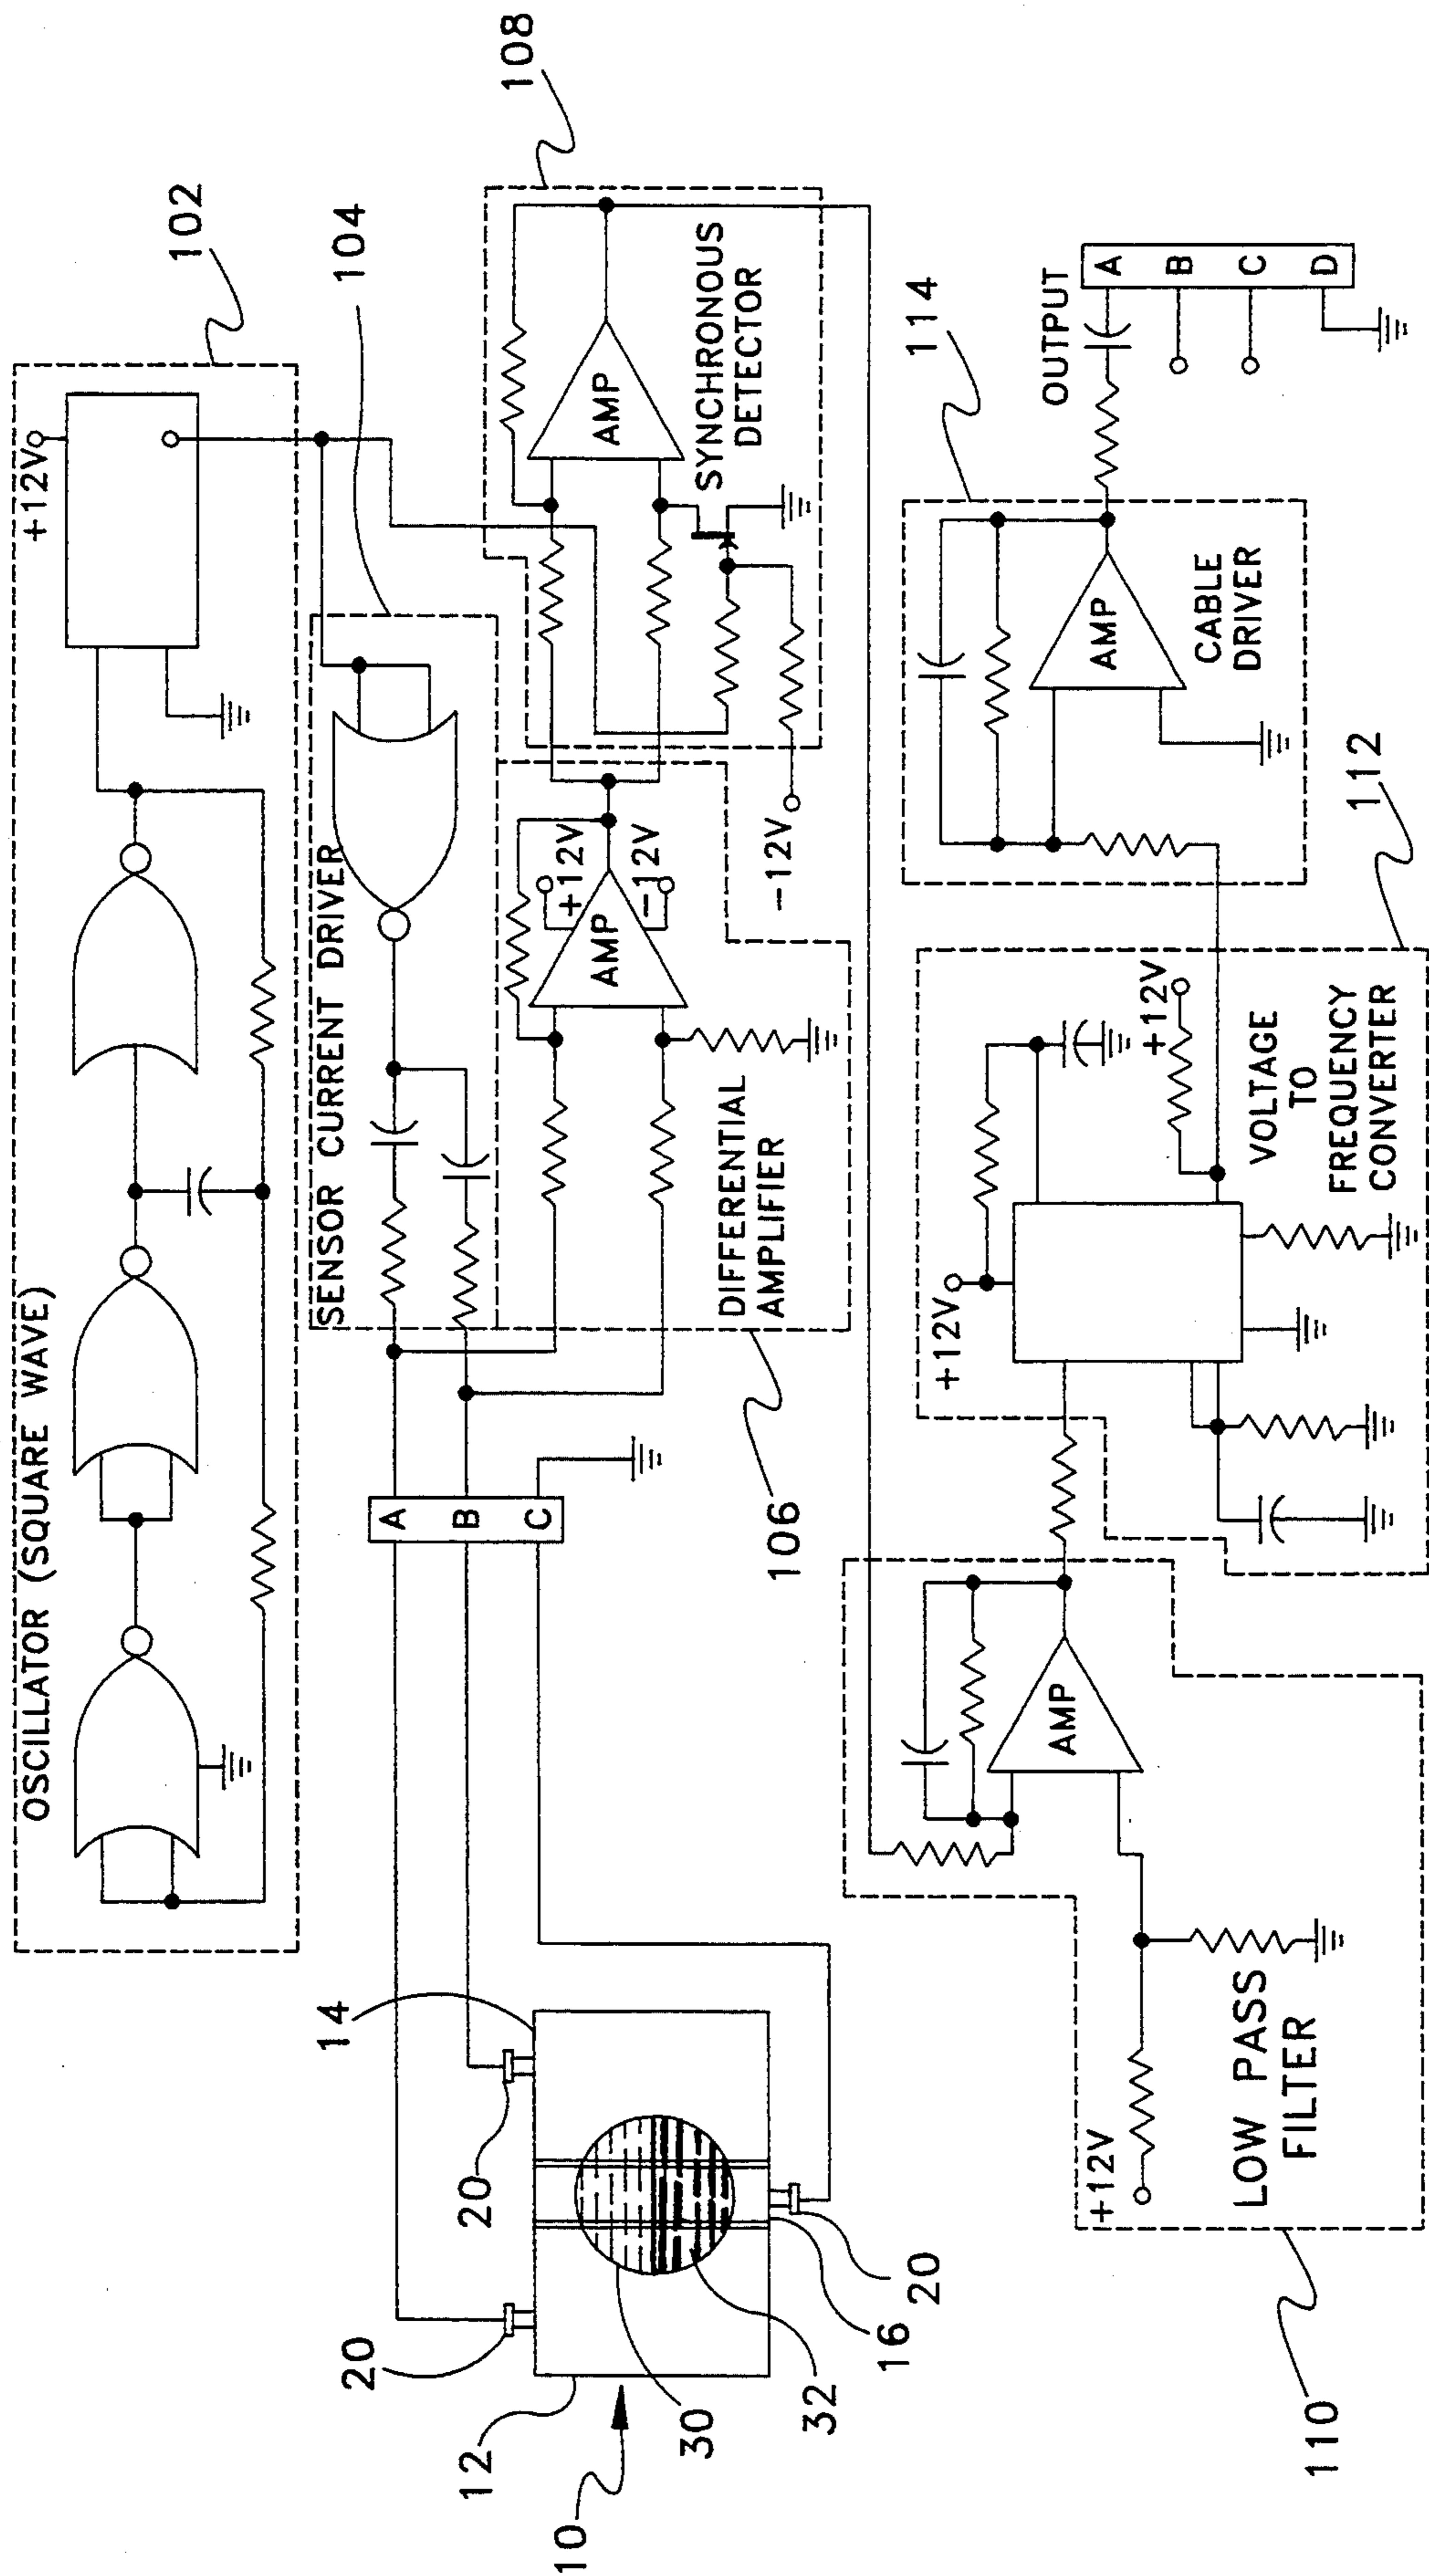 OSCILLATOR (SQUARE WAVE)
+12V
102
SENSOR CURRENT DRIVER
104
108
AMP
SYNCHRONOUS
DETECTOR
-12V
AMP
+12V
-12V
DIFFERENTIAL
AMPLIFIER
106
A
B
C
14
20
20
20
12
10
30
32
16
+12V
AMP
LOW PASS
FILTER
110
+12V
+12V
VOLTAGE
TO
FREQUENCY
CONVERTER
112
AMP
CABLE
DRIVER
114
OUTPUT
A
B
C
D